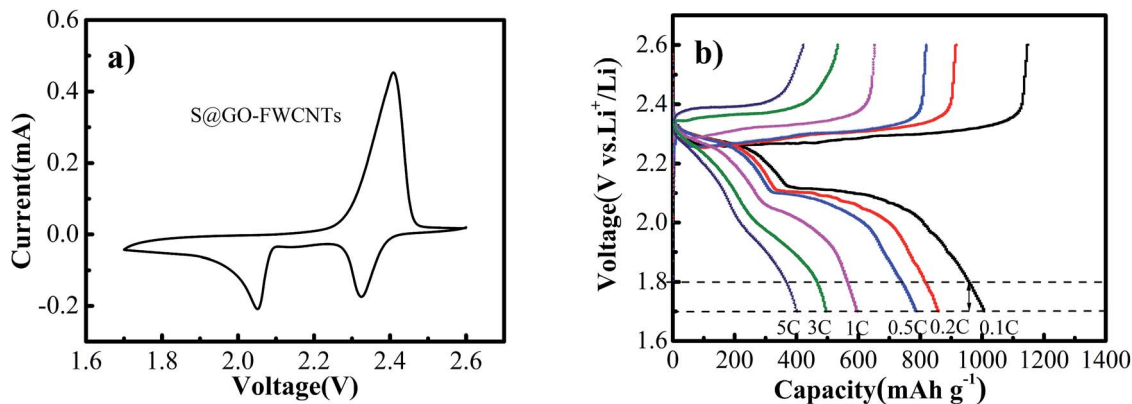 a)
S@GO-FWCNTs
Current(mA)
0.6
0.4
0.2
0.0
-0.2
1.6 1.8 2.0 2.2 2.4 2.6
Voltage(V)
b)
Voltage(V vs.Li⁺/Li)
2.6
2.4
2.2
2.0
1.8
1.6
5C 3C 1C 0.5C 0.2C 0.1C
0 200 400 600 800 1000 1200 1400
Capacity(mAh g⁻¹)